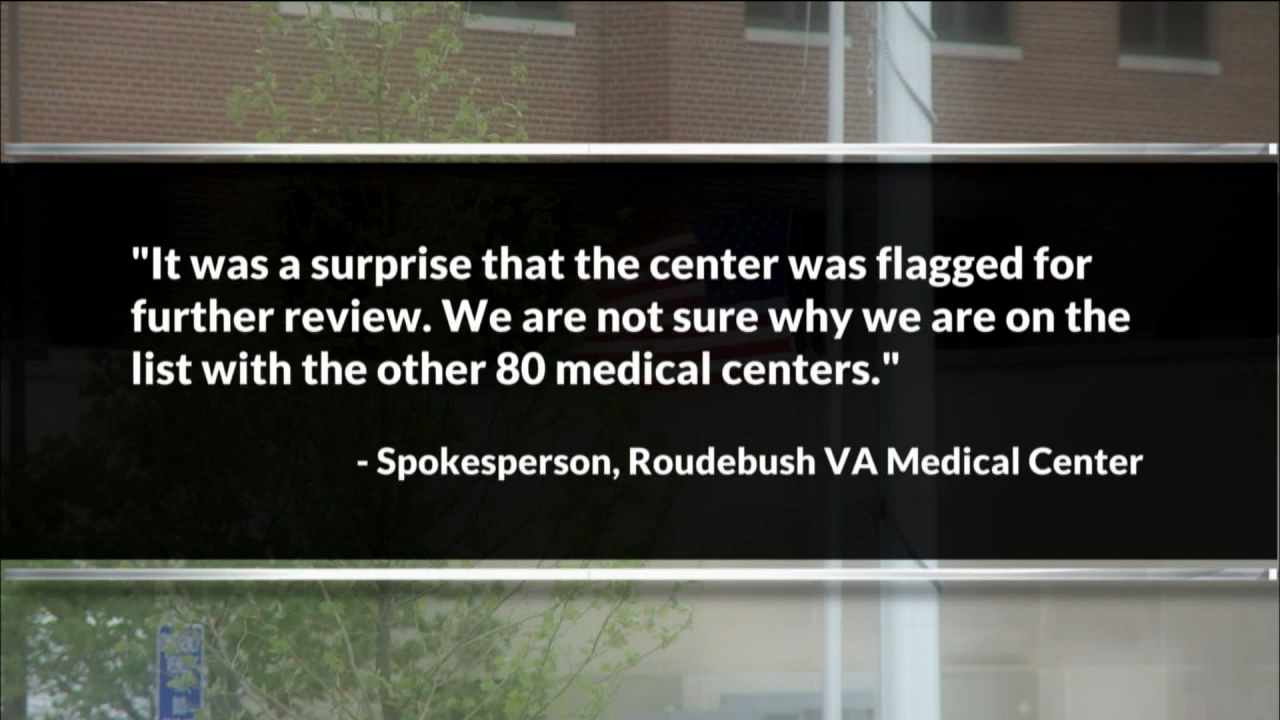 "It was a surprise that the center was flagged for
further review. We are not sure why we are on the
list with the other 80 medical centers."
- Spokesperson, Roudebush VA Medical Center